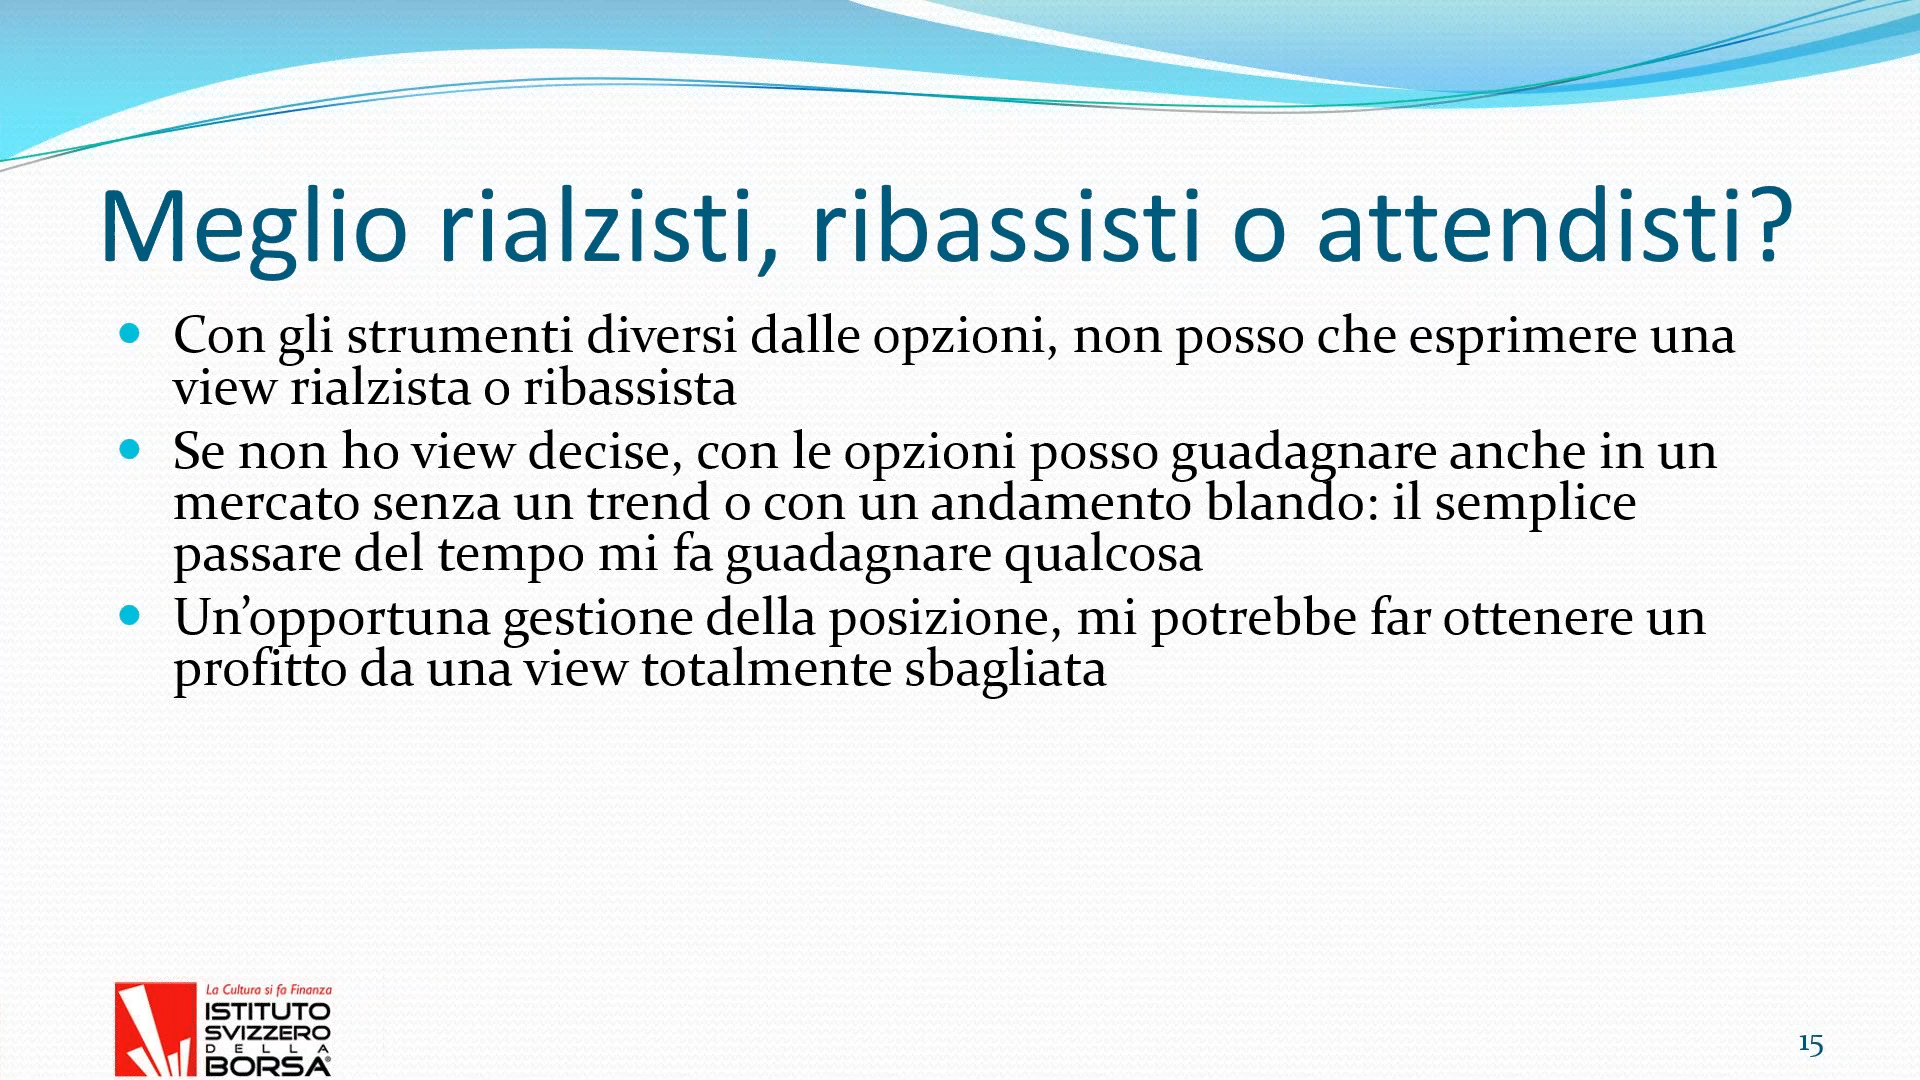 Meglio rialzisti, ribassisti o attendisti?
• Con gli strumenti diversi dalle opzioni, non posso che esprimere una
view rialzista o ribassista
• Se non ho view decise, con le opzioni posso guadagnare anche in un
mercato senza un trend o con un andamento blando: il semplice
passare del tempo mi fa guadagnare qualcosa
• Un’opportuna gestione della posizione, mi potrebbe far ottenere un
profitto da una view totalmente sbagliata
La Cultura si fa Finanza
ISTITUTO
SVIZZERO
DELLA
BORSA®
15